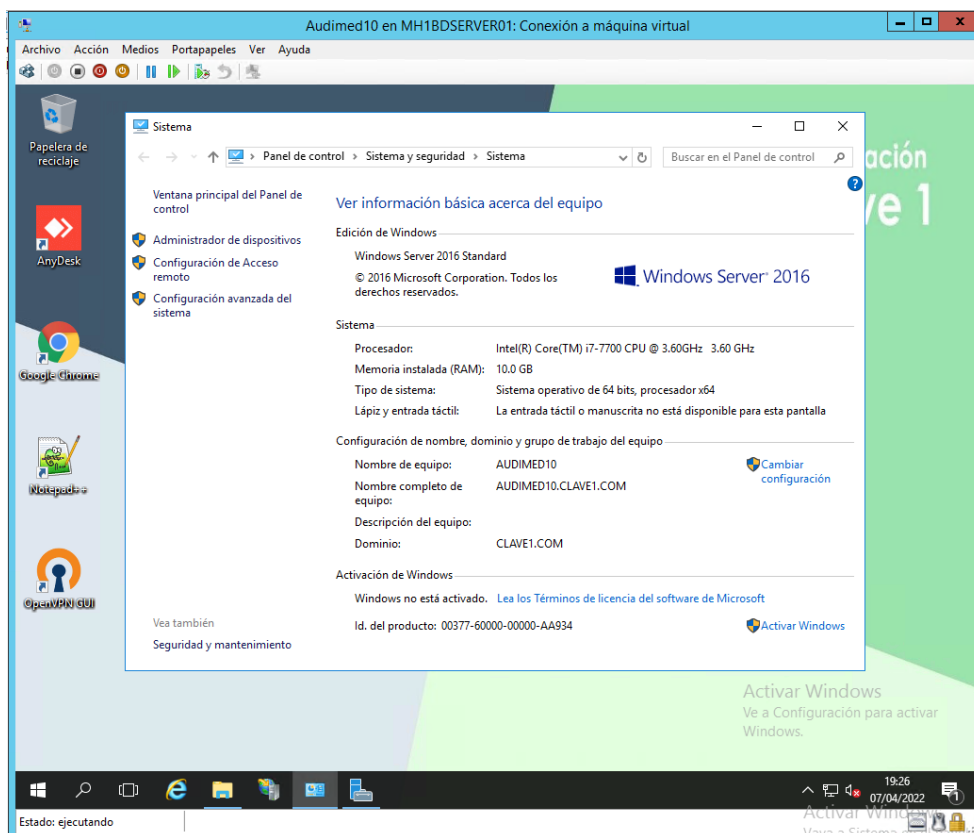 Audimed10 en MH1BDSERVER01: Conexión a máquina virtual
Archivo Acción Medios Portapapeles Ver Ayuda
Papelera de
reciclaje
AnyDesk
Google Chrome
Notepad++
OpenVPN GUI
ación
ve 1
Sistema
Panel de control > Sistema y seguridad > Sistema
Buscar en el Panel de control
Ventana principal del Panel de
control
Administrador de dispositivos
Configuración de Acceso
remoto
Configuración avanzada del
sistema
Vea también
Seguridad y mantenimiento
Ver información básica acerca del equipo
Edición de Windows
Windows Server 2016 Standard
© 2016 Microsoft Corporation. Todos los
derechos reservados.
Windows Server® 2016
Sistema
Procesador: Intel(R) Core(TM) i7-7700 CPU @ 3.60GHz 3.60 GHz
Memoria instalada (RAM): 10.0 GB
Tipo de sistema: Sistema operativo de 64 bits, procesador x64
Lápiz y entrada táctil: La entrada táctil o manuscrita no está disponible para esta pantalla
Configuración de nombre, dominio y grupo de trabajo del equipo
Nombre de equipo: AUDIMED10
Cambiar
configuración
Nombre completo de
equipo:
AUDIMED10.CLAVE1.COM
Descripción del equipo:
Dominio: CLAVE1.COM
Activación de Windows
Windows no está activado. Lea los Términos de licencia del software de Microsoft
Id. del producto: 00377-60000-00000-AA934
Activar Windows
Activar Windows
Ve a Configuración para activar
Windows.
19:26
07/04/2022
1
Estado: ejecutando
Activar Windows